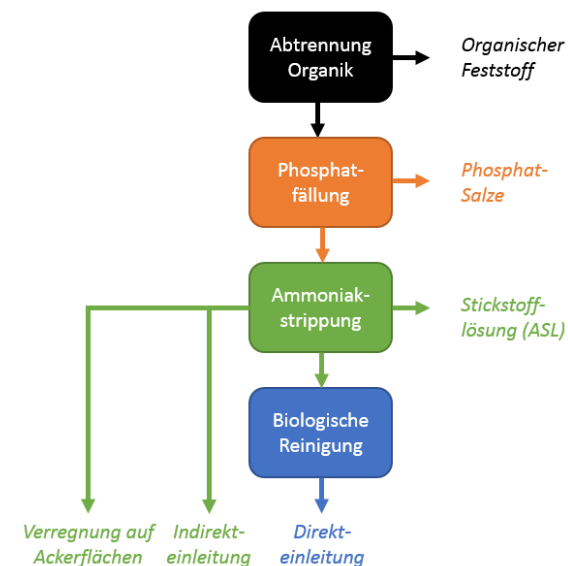 Abtrennung
Organik
Organischer
Feststoff
Phosphat-
fällung
Phosphat-
Salze
Ammoniak-
strippung
Stickstoff-
lösung (ASL)
Biologische
Reinigung
Verregnung auf
Ackerflächen
Indirekt-
einleitung
Direkt-
einleitung